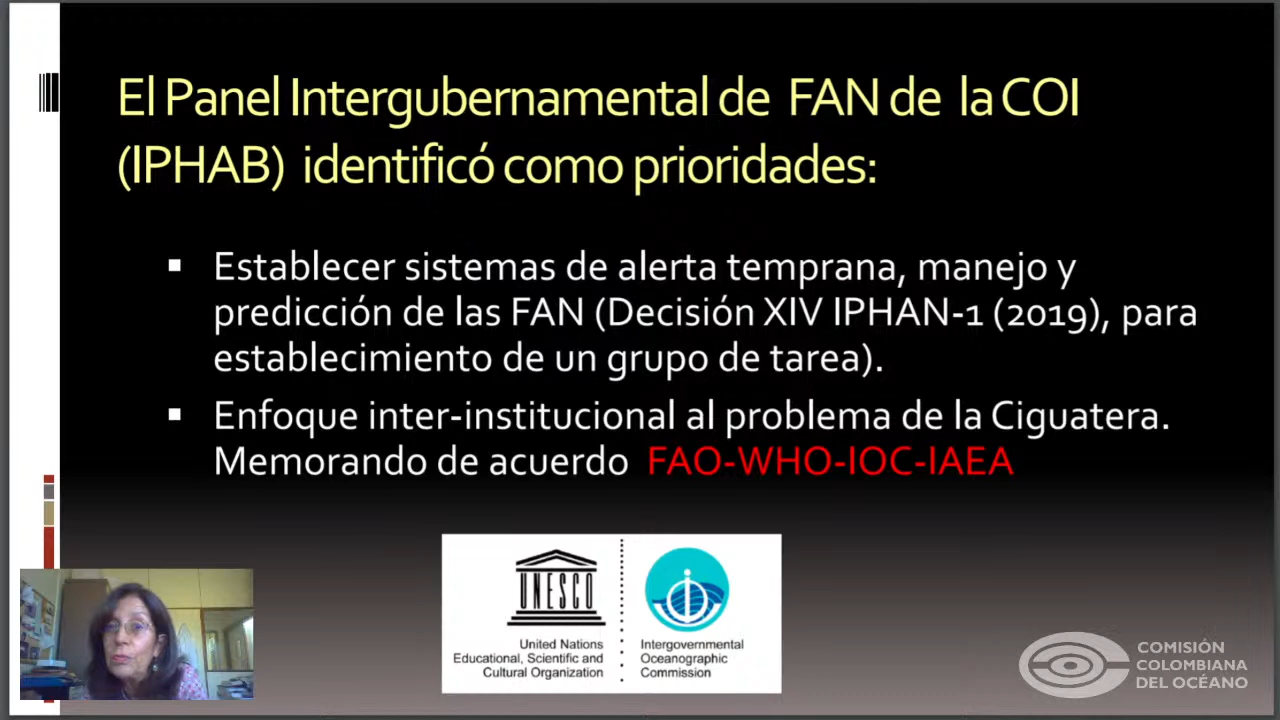 El Panel Intergubernamental de FAN de la COI
(IPHAB) identificó como prioridades:
▪ Establecer sistemas de alerta temprana, manejo y
predicción de las FAN (Decisión XIV IPHAN-1 (2019), para
establecimiento de un grupo de tarea).
▪ Enfoque inter-institucional al problema de la Ciguatera.
Memorando de acuerdo FAO-WHO-IOC-IAEA
UNESCO
United Nations
Educational, Scientific and
Cultural Organization
Intergovernmental
Oceanographic
Commission
COMISIÓN
COLOMBIANA
DEL OCÉANO